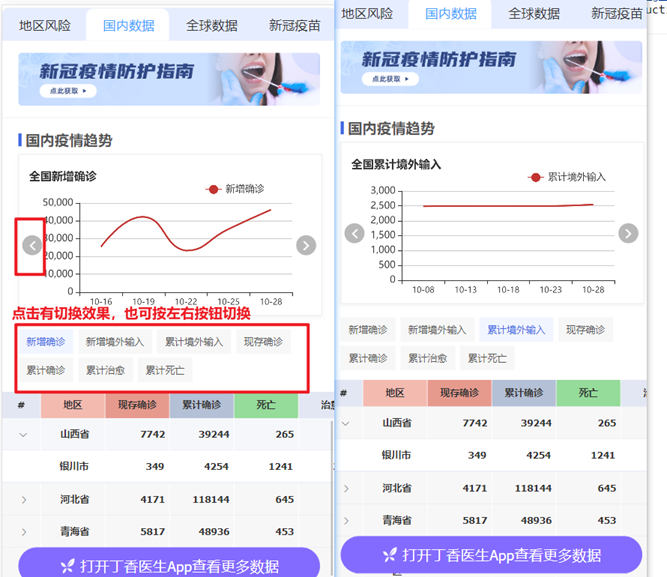 地区风险 国内数据 全球数据 新冠疫苗
新冠疫情防护指南
点此获取
国内疫情趋势
全国新增确诊
新增确诊
50,000
40,000
30,000
20,000
10,000
0
10-16 10-19 10-22 10-25 10-28
点击有切换效果，也可按左右按钮切换
新增确诊 新增境外输入 累计境外输入 现存确诊
累计确诊 累计治愈 累计死亡
# 地区 现存确诊 累计确诊 死亡
山西省 7742 39244 265
银川市 349 4254 1241
河北省 4171 118144 645
青海省 5817 48936 453
打开丁香医生App查看更多数据
地区风险 国内数据 全球数据 新冠疫苗
新冠疫情防护指南
点此获取
国内疫情趋势
全国累计境外输入
累计境外输入
3,000
2,500
2,000
1,500
1,000
500
0
10-08 10-13 10-18 10-23 10-28
新增确诊 新增境外输入 累计境外输入 现存确诊
累计确诊 累计治愈 累计死亡
# 地区 现存确诊 累计确诊 死亡
山西省 7742 39244 265
银川市 349 4254 1241
河北省 4171 118144 645
青海省 5817 48936 453
打开丁香医生App查看更多数据